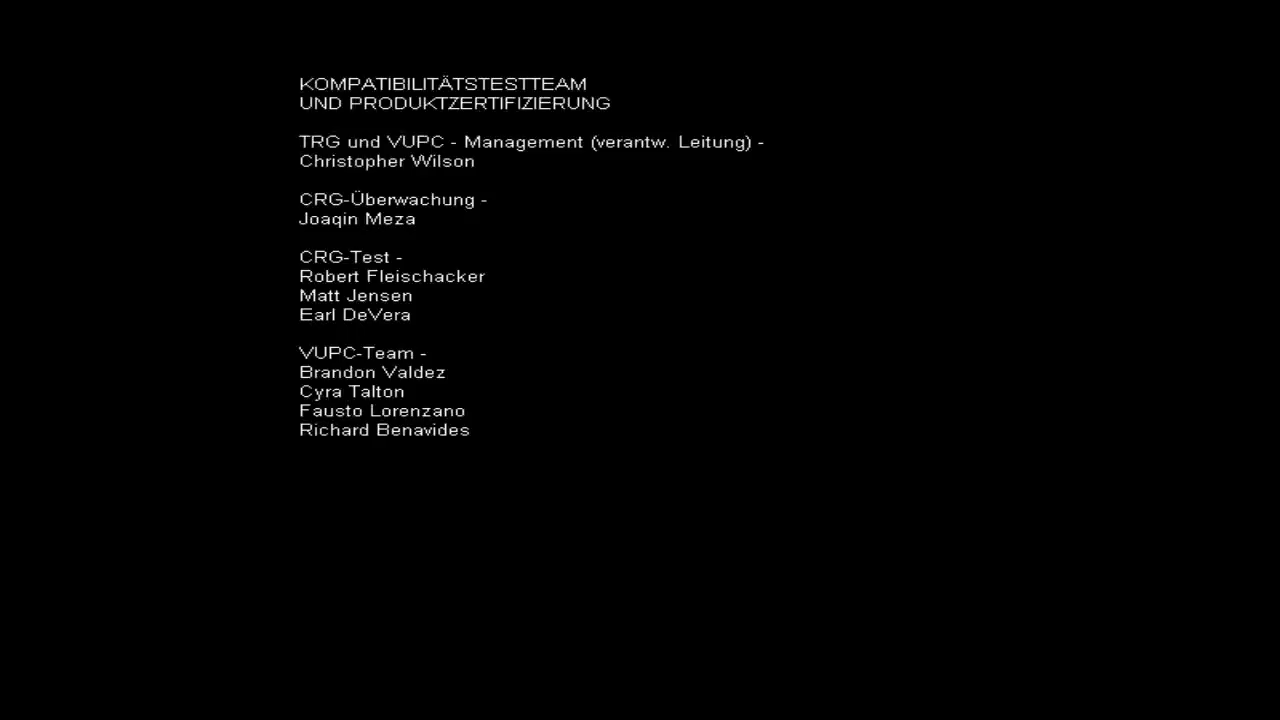 KOMPATIBILITÄTSTESTTEAM
UND PRODUKTZERTIFIZIERUNG
TRG und VUPC - Management (verantw. Leitung) -
Christopher Wilson
CRG-Überwachung -
Joaqin Meza
CRG-Test -
Robert Fleischacker
Matt Jensen
Earl DeVera
VUPC-Team -
Brandon Valdez
Cyra Talton
Fausto Lorenzano
Richard Benavides